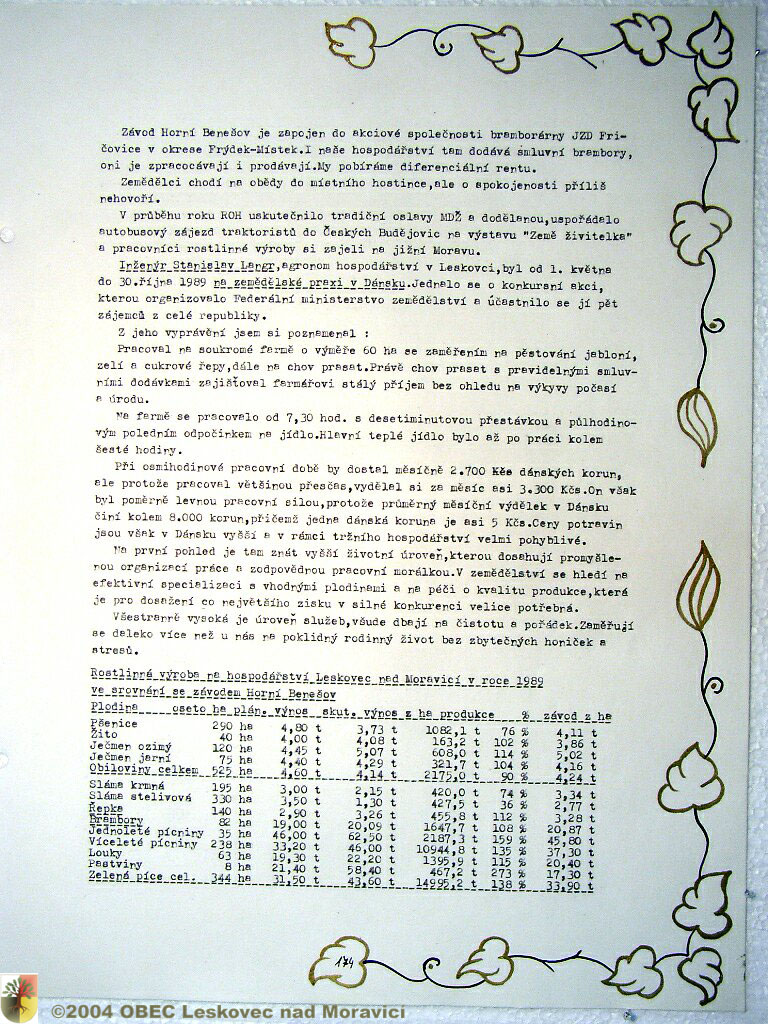 Závod Horní Benešov je zapojen do akciové společnosti bramborárny JZD Fri-
čovice v okrese Frýdek-Místek.I naše hospodářství tam dodává smluvní brambory,
oni je zpracocávají i prodávají.My pobíráme diferenciální rentu.
Zemědělci chodí na obědy do místního hostince,ale o spokojenosti příliš
nehovoří.
V průběhu roku ROH uskutečnilo tradiční oslavy MDŽ a dodělanou,uspořádalo
autobusový zájezd traktoristů do Českých Budějovic na výstavu "Země živitelka"
a pracovníci rostlinné výroby si zajeli na jižní Moravu.
Inženýr Stanislav Langr,agronom hospodářství v Leskovci,byl od 1. května
do 30.října 1989 na zemědělské praxi v Dánsku.Jednalo se o konkursní akci,
kterou organizovalo Federální ministerstvo zemědělství a účastnilo se jí pět
zájemců z celé republiky.
Z jeho vyprávění jsem si poznamenal :
Pracoval na soukromé farmě o výměře 60 ha se zaměřením na pěstování jabloní,
zelí a cukrové řepy,dále na chov prasat.Právě chov prasat s pravidelnými smluv-
ními dodávkami zajišťoval farmářovi stálý příjem bez ohledu na výkyvy počasí
a úrodu.
Na farmě se pracovalo od 7,30 hod. s desetiminutovou přestávkou a půlhodino-
vým poledním odpočinkem na jídlo.Hlavní teplé jídlo bylo až po práci kolem
šesté hodiny.
Při osmihodinové pracovní době by dostal měsíčně 2.700 Kčs dánských korun,
ale protože pracoval většinou přesčas,vydělal si za měsíc asi 3.300 Kčs.On však
byl poměrně levnou pracovní silou,protože průměrný měsíční výdělek v Dánsku
činí kolem 8.000 korun,přičemž jedna dánská koruna je asi 5 Kčs.Ceny potravin
jsou však v Dánsku vyšší a v rámci tržního hospodářství velmi pohyblivé.
Na první pohled je tam znát vyšší životní úroveň,kterou dosahují promyšle-
nou organizací práce a zodpovědnou pracovní morálkou.V zemědělství se hledí na
efektivní specializaci s vhodnými plodinami a na péči o kvalitu produkce,která
je pro dosažení co největšího zisku v silné konkurenci velice potřebná.
Všestranně vysoká je úroveň služeb,všude dbají na čistotu a pořádek.Zaměřují
se daleko více než u nás na poklidný rodinný život bez zbytečných honiček a
stresů.
Rostlinná výroba na hospodářství Leskovec nad Moravicí v roce 1989
ve srovnání se závodem Horní Benešov
Plodina oseto ha plán. výnos skut. výnos z ha produkce % závod z ha
Pšenice 290 ha 4,80 t 3,73 t 1082,1 t 76 % 4,11 t
Žito 40 ha 4,00 t 4,08 t 163,2 t 102 % 3,86 t
Ječmen ozimý 120 ha 4,45 t 5,07 t 608,0 t 114 % 5,02 t
Ječmen jarní 75 ha 4,40 t 4,29 t 321,7 t 104 % 4,16 t
Obiloviny celkem 525 ha 4,60 t 4,14 t 2175,0 t 90 % 4,24 t
Sláma krmná 195 ha 3,00 t 2,15 t 420,0 t 74 % 3,34 t
Sláma stelivová 330 ha 3,50 t 1,30 t 427,5 t 36 % 2,77 t
Řepka 140 ha 2,90 t 3,26 t 455,8 t 112 % 3,28 t
Brambory 82 ha 19,00 t 20,09 t 1647,7 t 108 % 20,87 t
Jednoleté pícniny 35 ha 46,00 t 62,50 t 2187,3 t 159 % 45,80 t
Víceleté pícniny 238 ha 33,20 t 46,00 t 10944,8 t 135 % 37,30 t
Louky 63 ha 19,30 t 22,20 t 1395,9 t 115 % 20,40 t
Pastviny 8 ha 21,40 t 58,40 t 467,2 t 273 % 17,30 t
Zelená píce cel. 344 ha 31,50 t 43,60 t 14995,2 t 138 % 33,90 t
174
©2004 OBEC Leskovec nad Moravicí